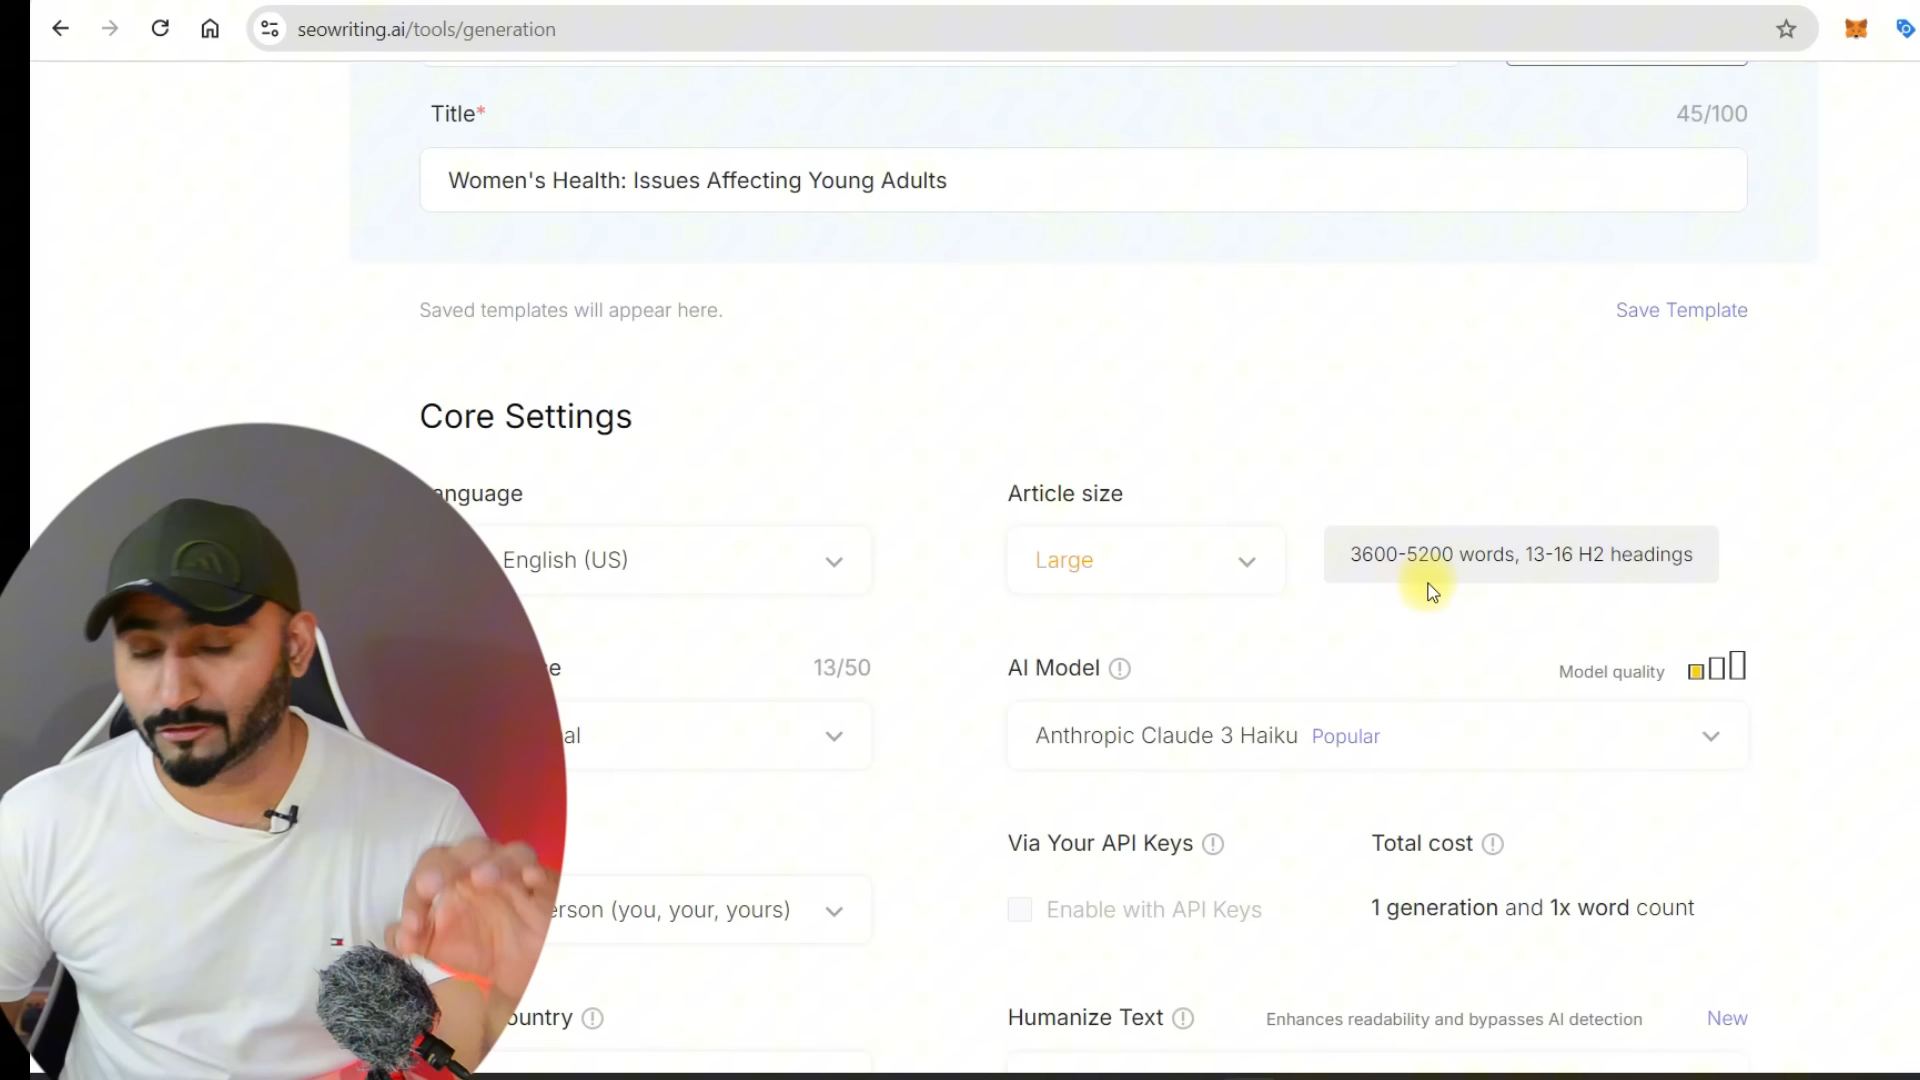 seowriting.ai/tools/generation
Title*
45/100
Women's Health: Issues Affecting Young Adults
Saved templates will appear here.
Save Template
Core Settings
anguage
Article size
English (US)
Large
3600-5200 words, 13-16 H2 headings
e
13/50
AI Model
Model quality
al
Anthropic Claude 3 Haiku Popular
Via Your API Keys
Total cost
erson (you, your, yours)
Enable with API Keys
1 generation and 1x word count
ountry
Humanize Text
Enhances readability and bypasses AI detection
New